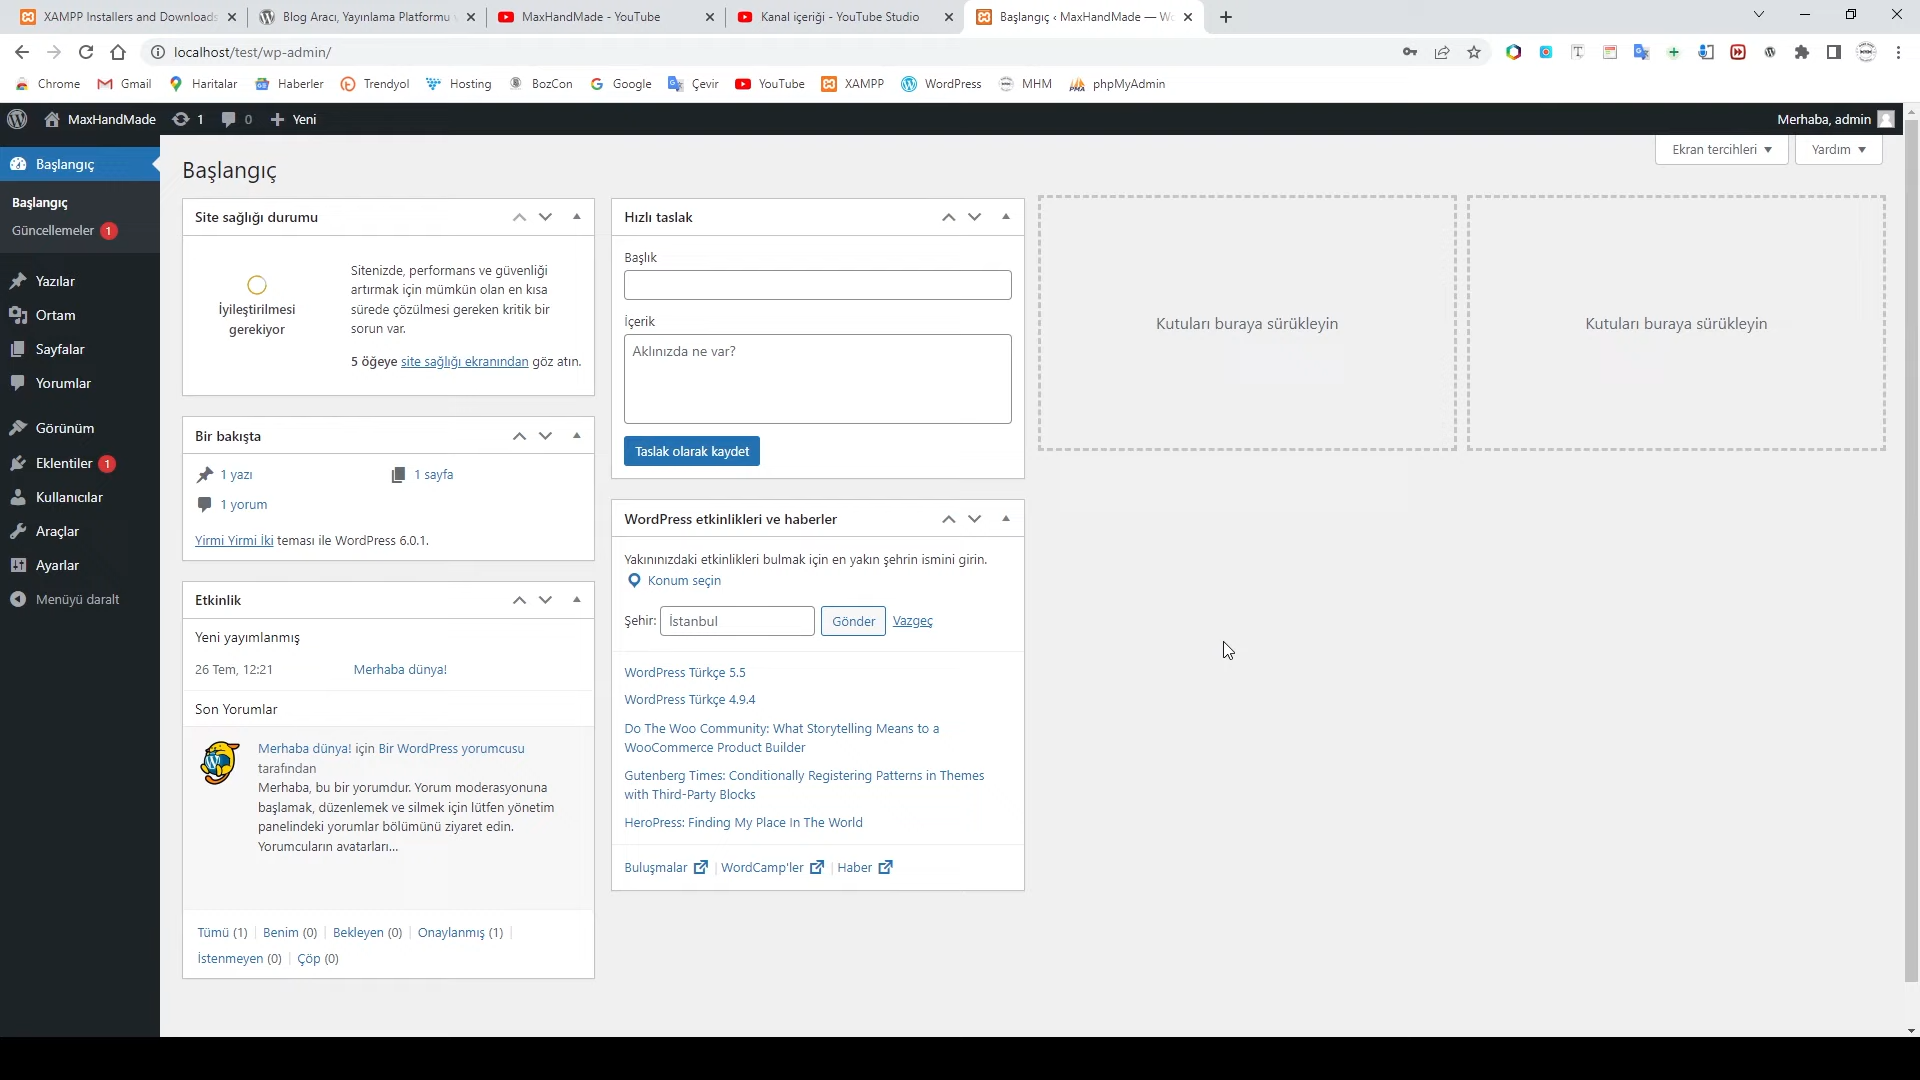 XAMPP Installers and Downloads
Blog Aracı, Yayınlama Platformu v
MaxHandMade - YouTube
Kanal içeriği - YouTube Studio
Başlangıç ‹ MaxHandMade — Wo
localhost/test/wp-admin/
Chrome
Gmail
Haritalar
Haberler
Trendyol
Hosting
BozCon
Google
Çevir
YouTube
XAMPP
WordPress
MHM
phpMyAdmin
MaxHandMade
1
0
Yeni
Merhaba, admin
Başlangıç
Başlangıç
Güncellemeler 1
Yazılar
Ortam
Sayfalar
Yorumlar
Görünüm
Eklentiler 1
Kullanıcılar
Araçlar
Ayarlar
Menüyü daralt
Ekran tercihleri
Yardım
Başlangıç
Site sağlığı durumu
İyileştirilmesi
gerekiyor
Sitenizde, performans ve güvenliği
artırmak için mümkün olan en kısa
sürede çözülmesi gereken kritik bir
sorun var.
5 öğeye site sağlığı ekranından göz atın.
Bir bakışta
1 yazı
1 sayfa
1 yorum
Yirmi Yirmi İki teması ile WordPress 6.0.1.
Etkinlik
Yeni yayımlanmış
26 Tem, 12:21 Merhaba dünya!
Son Yorumlar
Merhaba dünya! için Bir WordPress yorumcusu
tarafından
Merhaba, bu bir yorumdur. Yorum moderasyonuna
başlamak, düzenlemek ve silmek için lütfen yönetim
panelindeki yorumlar bölümünü ziyaret edin.
Yorumcuların avatarları...
Tümü (1) | Benim (0) | Bekleyen (0) | Onaylanmış (1) |
İstenmeyen (0) | Çöp (0)
Hızlı taslak
Başlık
İçerik
Aklınızda ne var?
Taslak olarak kaydet
WordPress etkinlikleri ve haberler
Yakınınızdaki etkinlikleri bulmak için en yakın şehrin ismini girin.
Konum seçin
Şehir: İstanbul Gönder Vazgeç
WordPress Türkçe 5.5
WordPress Türkçe 4.9.4
Do The Woo Community: What Storytelling Means to a
WooCommerce Product Builder
Gutenberg Times: Conditionally Registering Patterns in Themes
with Third-Party Blocks
HeroPress: Finding My Place In The World
Buluşmalar | WordCamp'ler | Haber
Kutuları buraya sürükleyin
Kutuları buraya sürükleyin